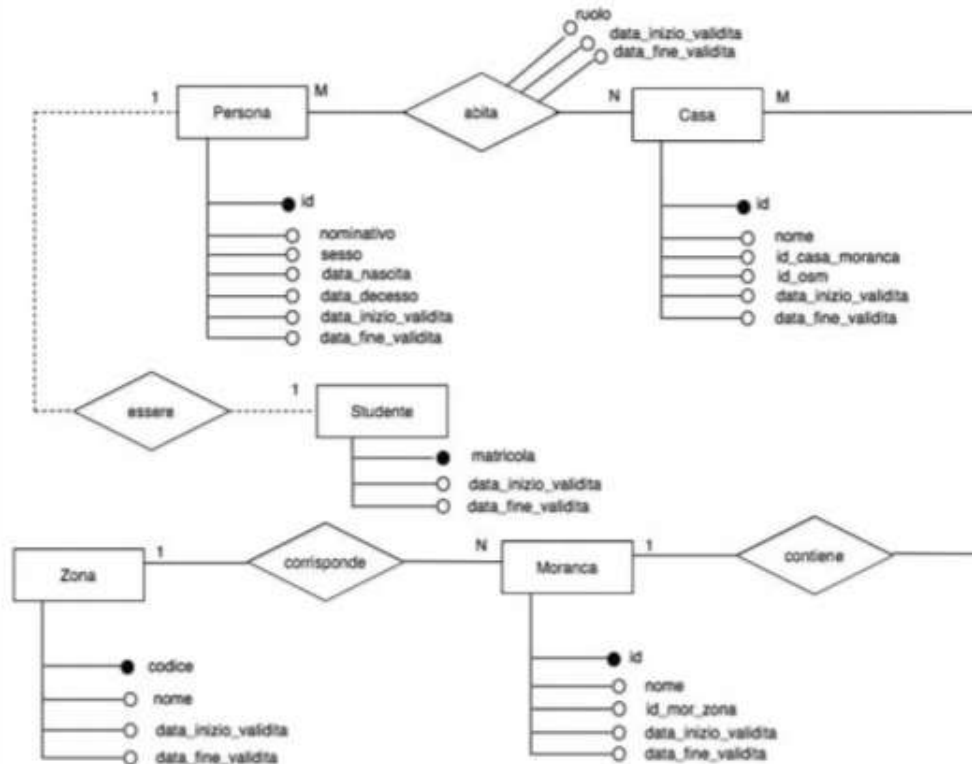 ruolo
data_inizio_validita
data_fine_validita
1
Persona
M
abita
N
Casa
M
id
nominativo
sesso
data_nascita
data_decesso
data_inizio_validita
data_fine_validita
id
nome
id_casa_moranca
id_osm
data_inizio_validita
data_fine_validita
essere
1
Studente
matricola
data_inizio_validita
data_fine_validita
Zona
1
corrisponde
N
Moranca
1
contiene
codice
nome
data_inizio_validita
data_fine_validita
id
nome
id_mor_zona
data_inizio_validita
data_fine_validita